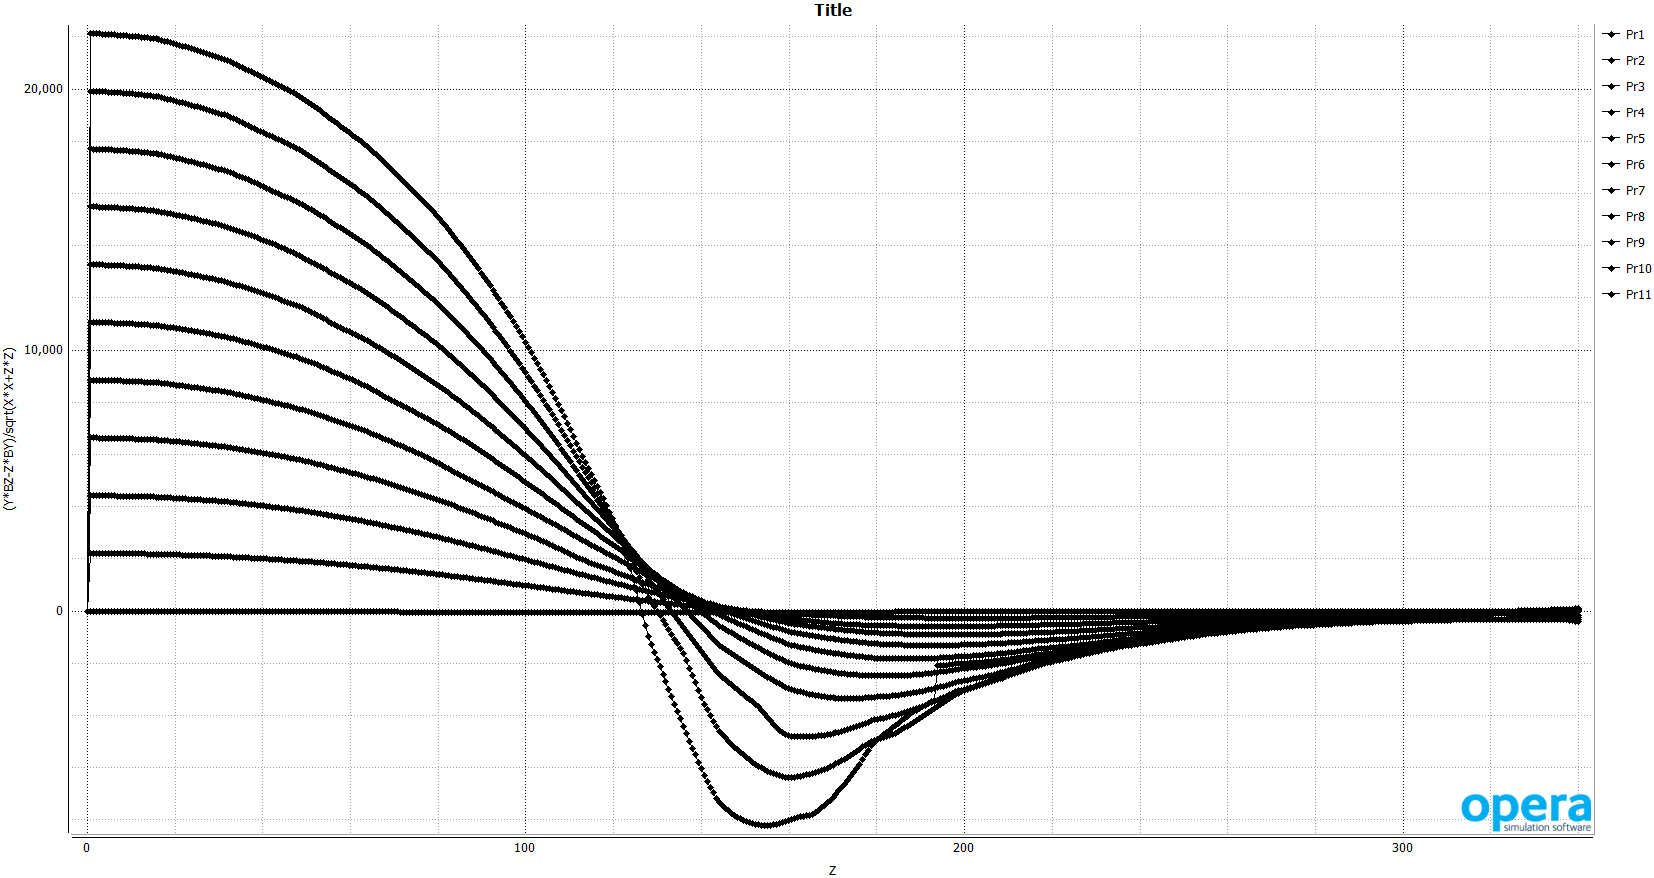 Title
(Y*BZ-Z*BY)/sqrt(X*X+Z*Z)
20,000
10,000
0
0
100
200
300
Z
Pr1
Pr2
Pr3
Pr4
Pr5
Pr6
Pr7
Pr8
Pr9
Pr10
Pr11
opera
simulation software